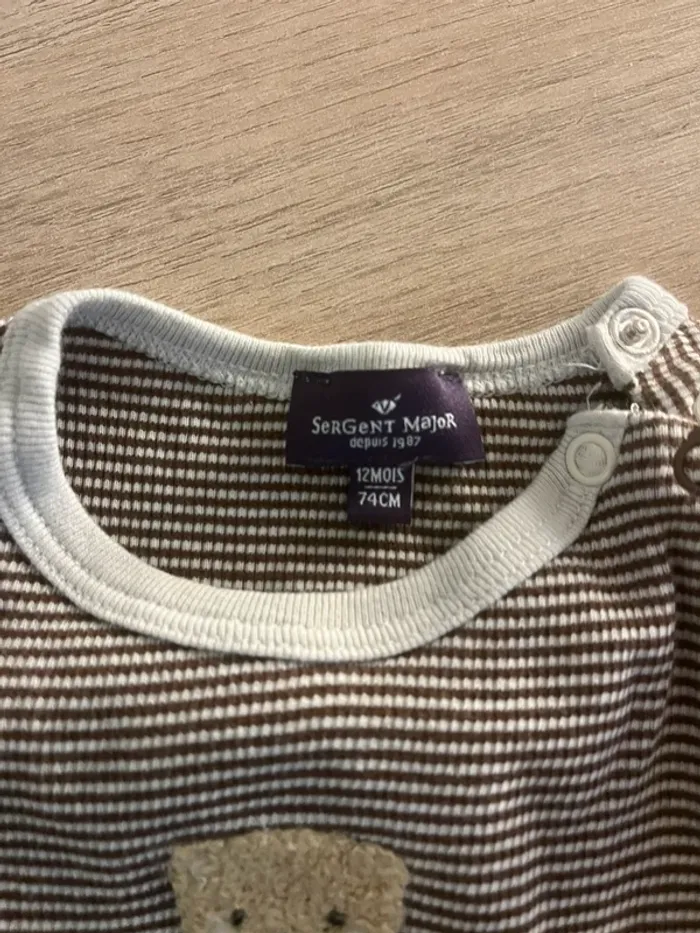 SERGENT MAJOR
depuis 1987
12MOIS
74CM